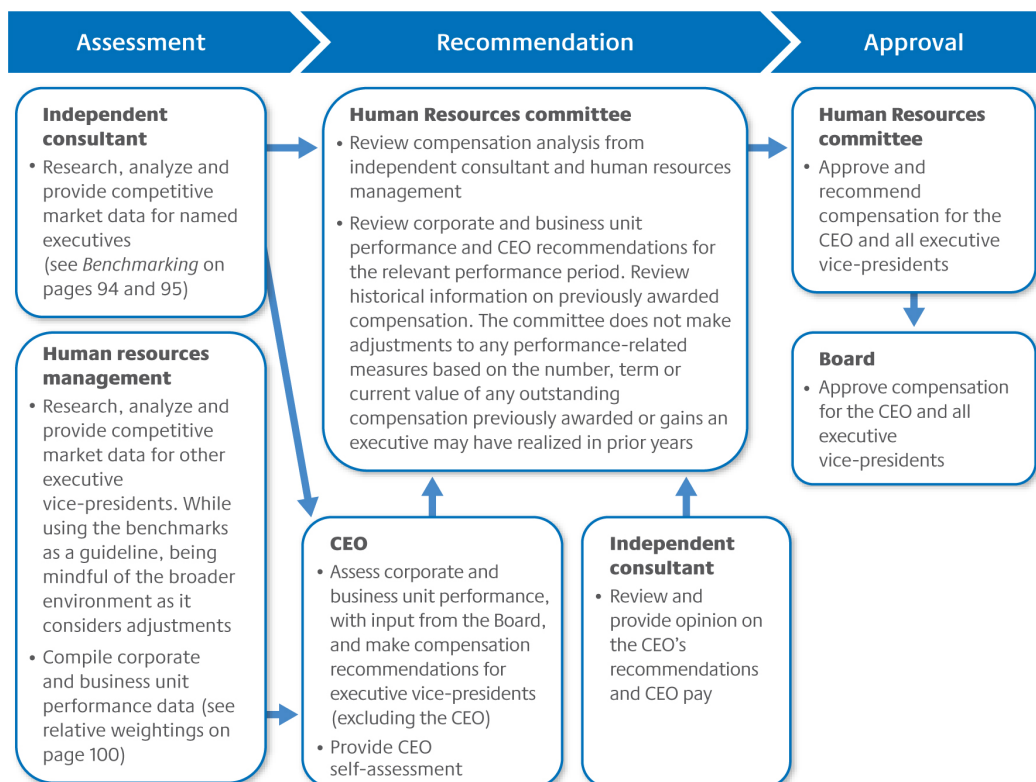 Assessment
Recommendation
Approval
Independent
consultant
• Research, analyze and
provide competitive
market data for named
executives
(see Benchmarking on
pages 94 and 95)
Human resources
management
• Research, analyze and
provide competitive
market data for other
executive
vice-presidents. While
using the benchmarks
as a guideline, being
mindful of the broader
environment as it
considers adjustments
• Compile corporate
and business unit
performance data (see
relative weightings on
page 100)
Human Resources committee
• Review compensation analysis from
independent consultant and human resources
management
• Review corporate and business unit
performance and CEO recommendations for
the relevant performance period. Review
historical information on previously awarded
compensation. The committee does not make
adjustments to any performance-related
measures based on the number, term or
current value of any outstanding
compensation previously awarded or gains an
executive may have realized in prior years
CEO
• Assess corporate and
business unit performance,
with input from the Board,
and make compensation
recommendations for
executive vice-presidents
(excluding the CEO)
• Provide CEO
self-assessment
Independent
consultant
• Review and
provide opinion on
the CEO’s
recommendations
and CEO pay
Human Resources
committee
• Approve and
recommend
compensation for the
CEO and all executive
vice-presidents
Board
• Approve compensation
for the CEO and all
executive
vice-presidents